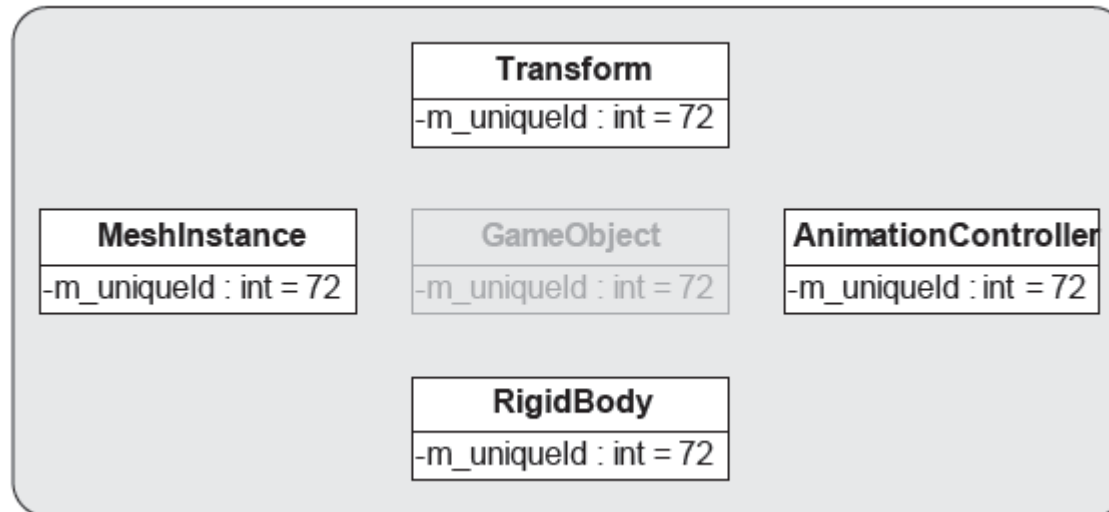 Transform
-m_uniqueId : int = 72
MeshInstance
-m_uniqueId : int = 72
GameObject
-m_uniqueId : int = 72
AnimationController
-m_uniqueId : int = 72
RigidBody
-m_uniqueId : int = 72